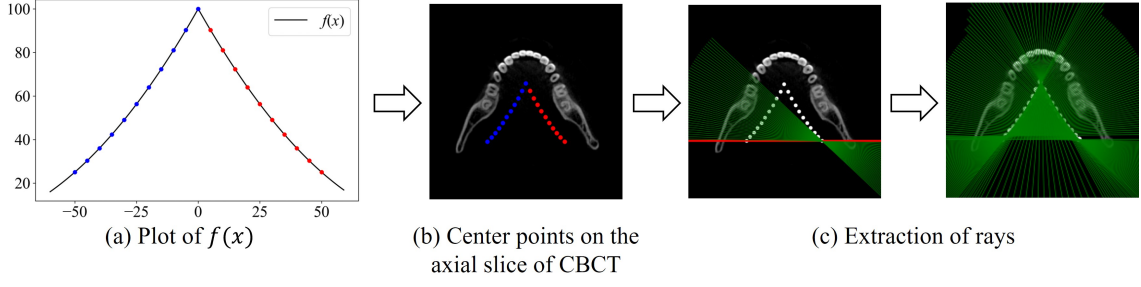 f(x)
100
80
60
40
20
−50 −25 0 25 50
(a) Plot of f(x)
(b) Center points on the
axial slice of CBCT
(c) Extraction of rays